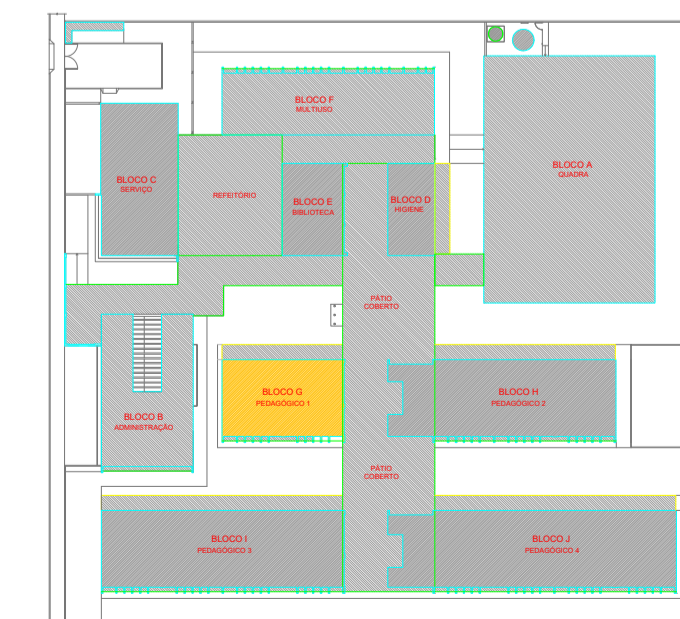 BLOCO F
MULTIUSO
BLOCO A
QUADRA
BLOCO C
SERVIÇO
REFEITÓRIO
BLOCO E
BIBLIOTECA
BLOCO D
HIGIENE
PÁTIO
COBERTO
BLOCO G
PEDAGÓGICO 1
BLOCO H
PEDAGÓGICO 2
BLOCO B
ADMINISTRAÇÃO
PÁTIO
COBERTO
BLOCO I
PEDAGÓGICO 3
BLOCO J
PEDAGÓGICO 4